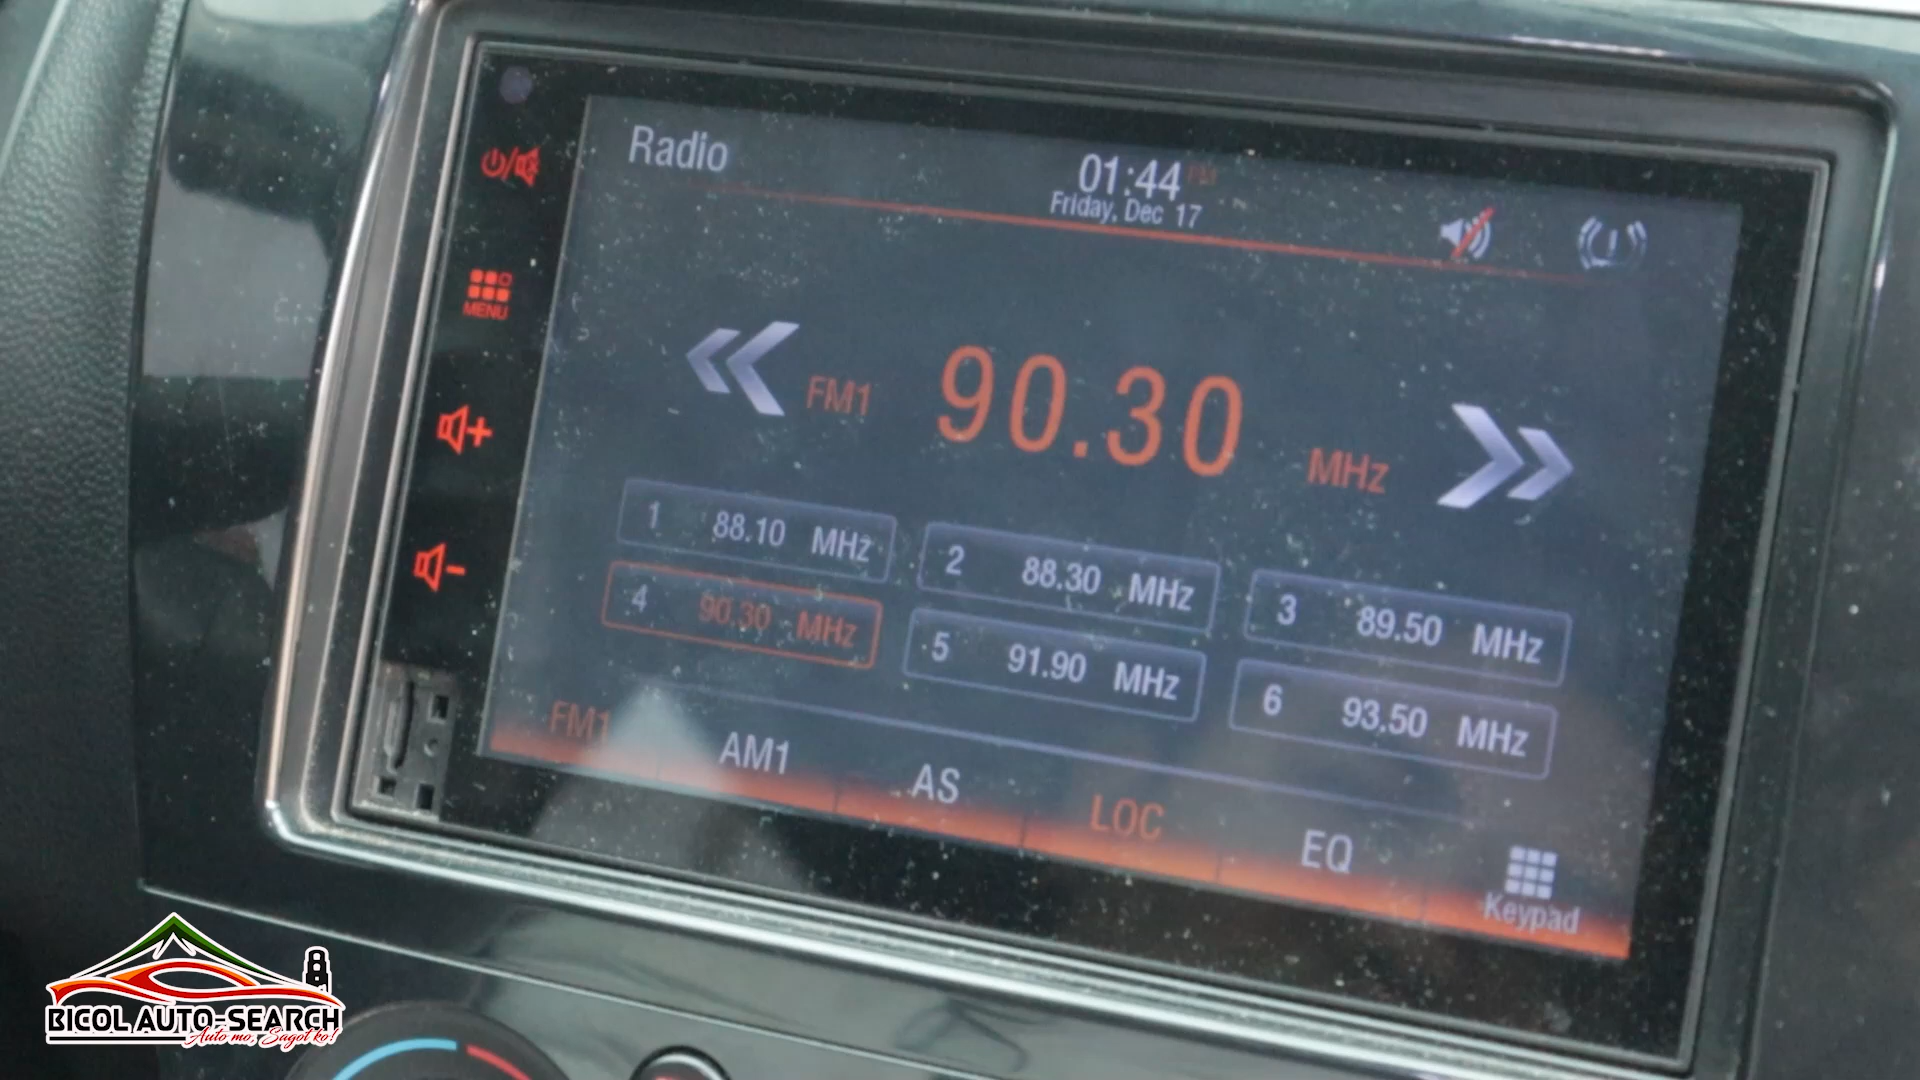 Radio
01:44 PM
Friday, Dec 17
MENU
FM1 90.30 MHz
1 88.10 MHz
2 88.30 MHz
3 89.50 MHz
4 90.30 MHz
5 91.90 MHz
6 93.50 MHz
FM1 AM1 AS LOC EQ Keypad
BICOL AUTO-SEARCH
Auto mo, Sagot ko!